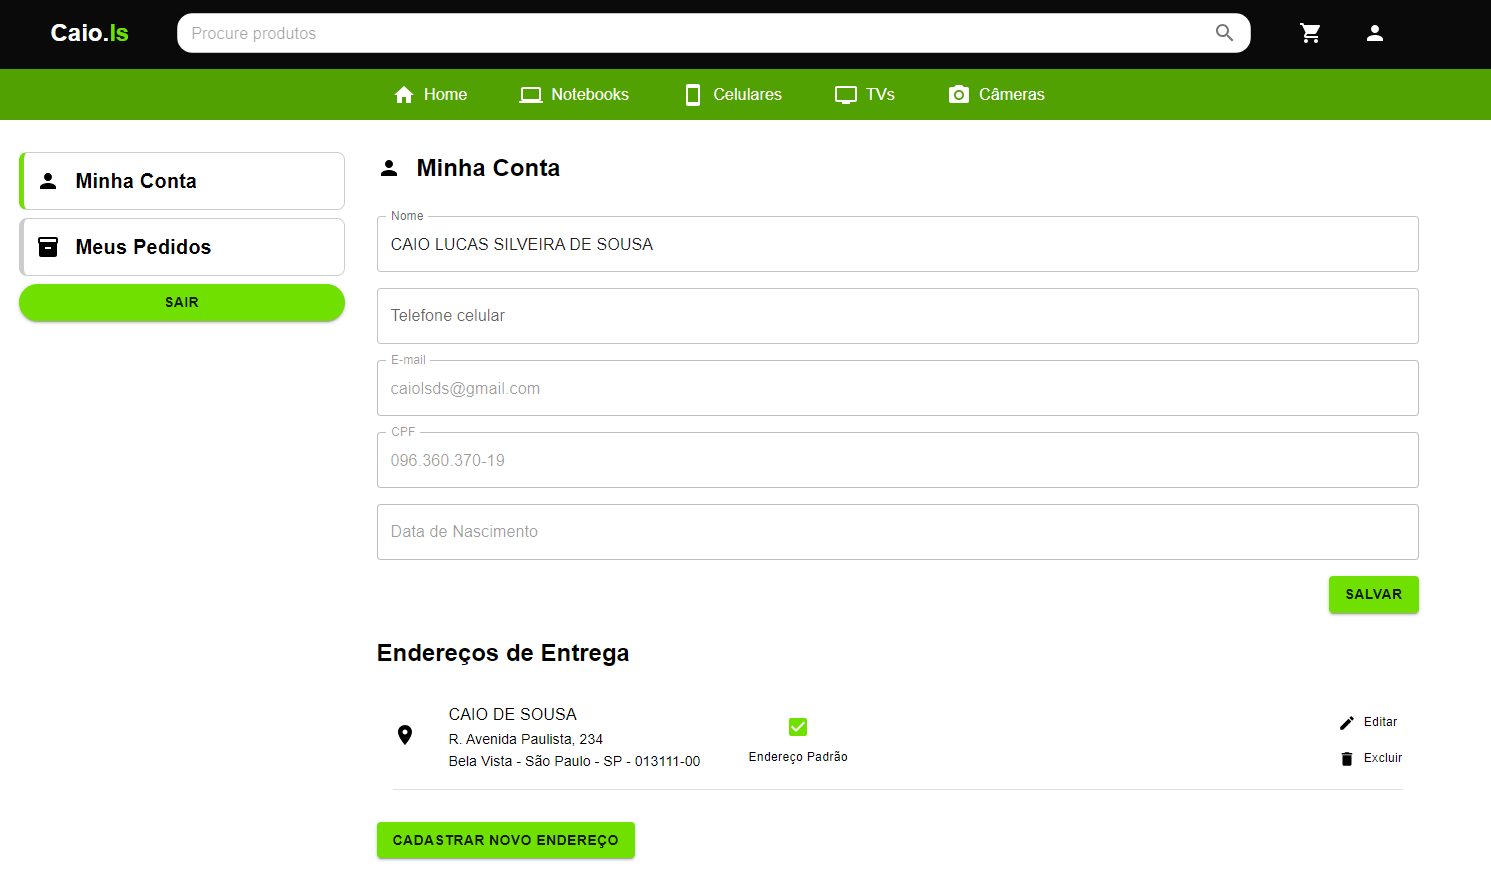 Caio.ls
Procure produtos
Home
Notebooks
Celulares
TVs
Câmeras
Minha Conta
Meus Pedidos
SAIR
Minha Conta
Nome
CAIO LUCAS SILVEIRA DE SOUSA
Telefone celular
E-mail
caiolsds@gmail.com
CPF
096.360.370-19
Data de Nascimento
SALVAR
Endereços de Entrega
CAIO DE SOUSA
R. Avenida Paulista, 234
Bela Vista - São Paulo - SP - 013111-00
Endereço Padrão
Editar
Excluir
CADASTRAR NOVO ENDEREÇO